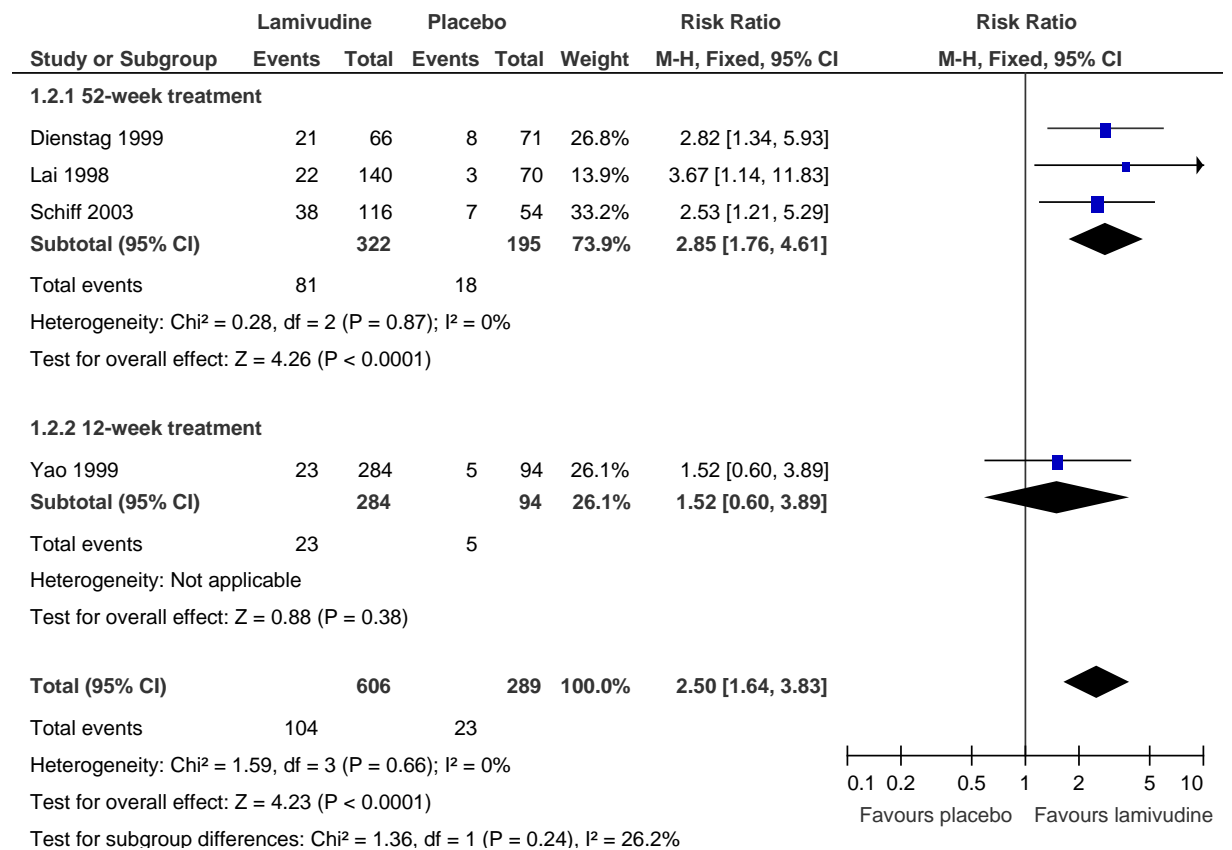 Lamivudine Placebo Risk Ratio Risk Ratio
Study or Subgroup Events Total Events Total Weight M-H, Fixed, 95% CI M-H, Fixed, 95% CI
1.2.1 52-week treatment
Dienstag 1999 21 66 8 71 26.8% 2.82 [1.34, 5.93]
Lai 1998 22 140 3 70 13.9% 3.67 [1.14, 11.83]
Schiff 2003 38 116 7 54 33.2% 2.53 [1.21, 5.29]
Subtotal (95% CI) 322 195 73.9% 2.85 [1.76, 4.61]
Total events 81 18
Heterogeneity: Chi² = 0.28, df = 2 (P = 0.87); I² = 0%
Test for overall effect: Z = 4.26 (P < 0.0001)
1.2.2 12-week treatment
Yao 1999 23 284 5 94 26.1% 1.52 [0.60, 3.89]
Subtotal (95% CI) 284 94 26.1% 1.52 [0.60, 3.89]
Total events 23 5
Heterogeneity: Not applicable
Test for overall effect: Z = 0.88 (P = 0.38)
Total (95% CI) 606 289 100.0% 2.50 [1.64, 3.83]
Total events 104 23
Heterogeneity: Chi² = 1.59, df = 3 (P = 0.66); I² = 0%
Test for overall effect: Z = 4.23 (P < 0.0001)
Test for subgroup differences: Chi² = 1.36, df = 1 (P = 0.24), I² = 26.2%
0.1 0.2 0.5 1 2 5 10
Favours placebo Favours lamivudine